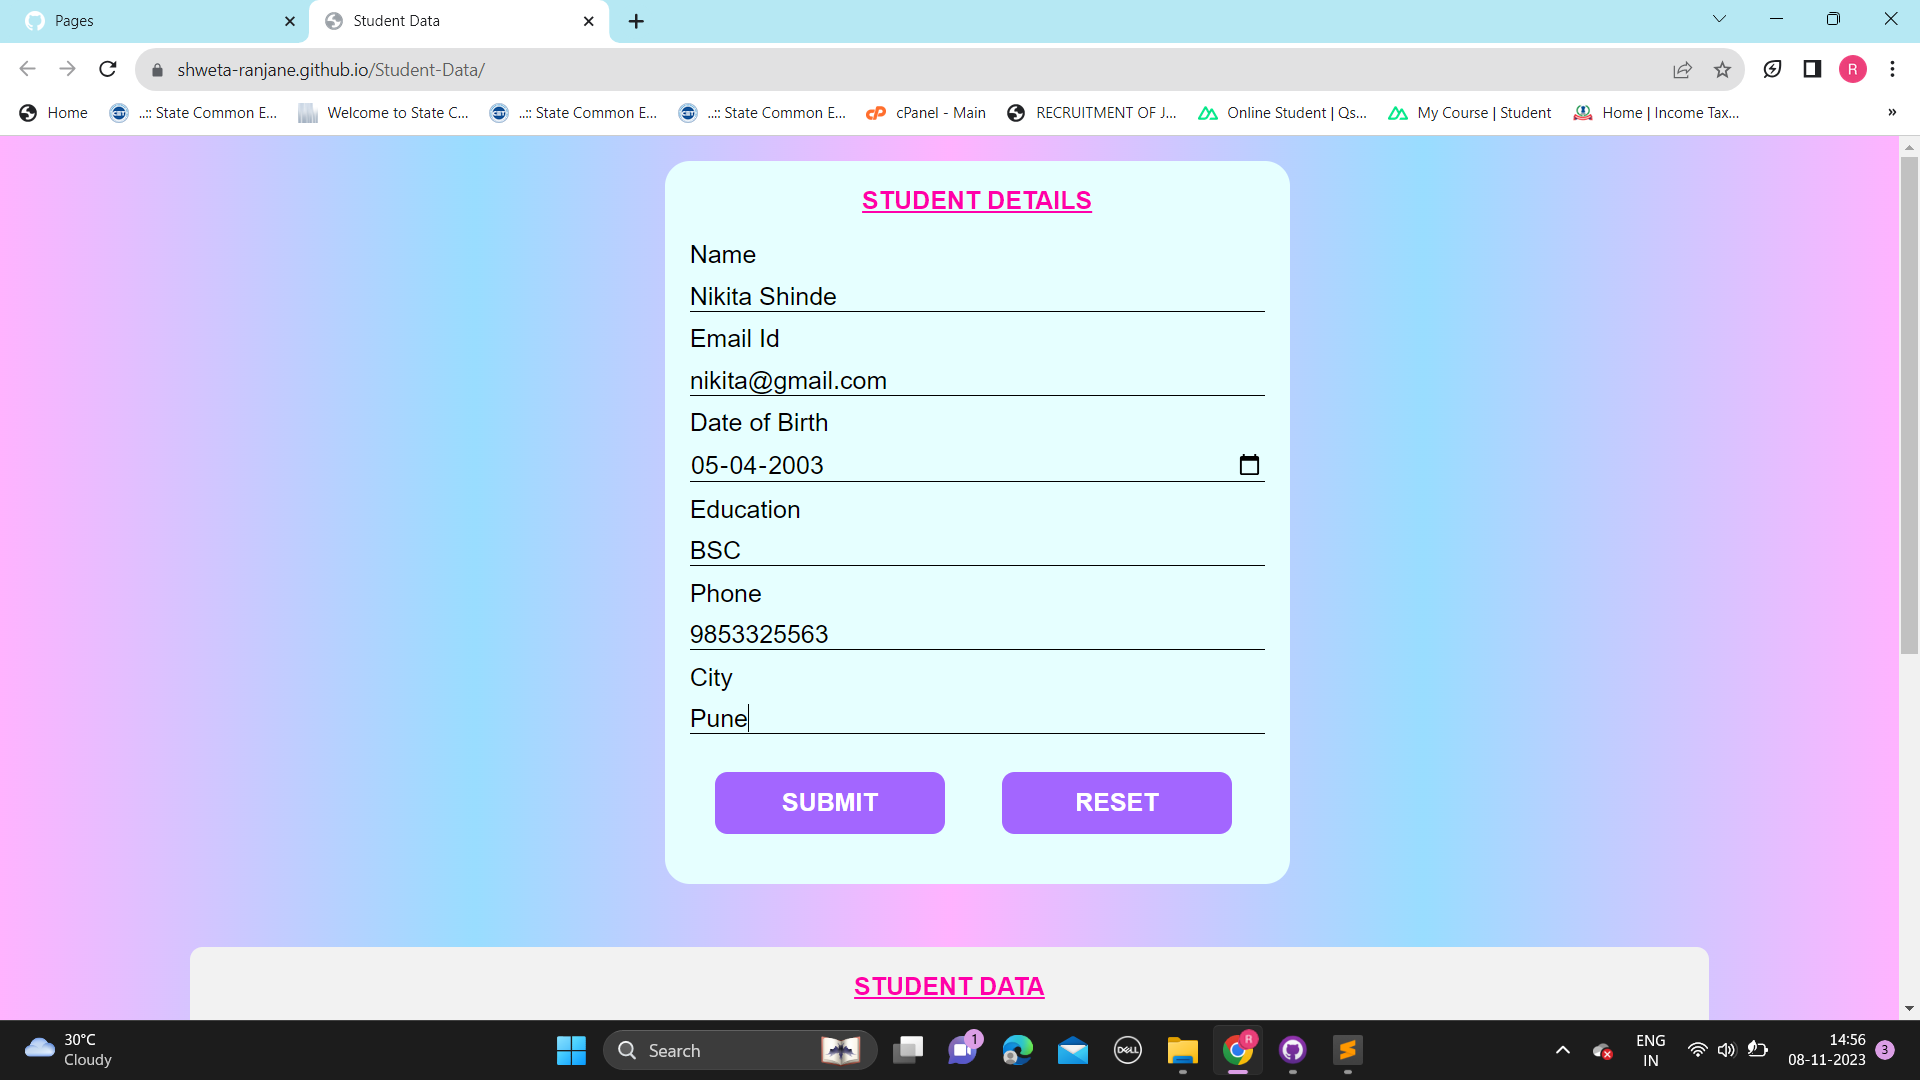 Pages
Student Data
shweta-ranjane.github.io/Student-Data/
R
Home
..:: State Common E...
Welcome to State C...
..:: State Common E...
..:: State Common E...
cPanel - Main
RECRUITMENT OF J...
Online Student | Qs...
My Course | Student
Home | Income Tax...
»
STUDENT DETAILS
Name
Nikita Shinde
Email Id
nikita@gmail.com
Date of Birth
05-04-2003
Education
BSC
Phone
9853325563
City
Pune
SUBMIT
RESET
STUDENT DATA
30°C
Cloudy
Search
1
DELL
R
ENG
IN
14:56
08-11-2023
3